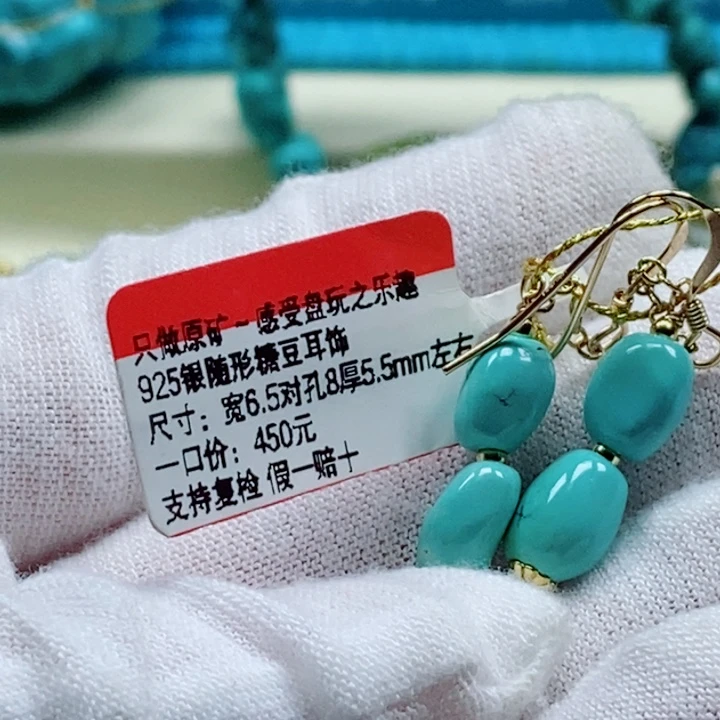 只做原矿~感受盘玩之乐趣
925银随形糖豆耳饰
尺寸：宽6.5对孔8厚5.5mm左右
一口价：450元
支持复检 假一赔十